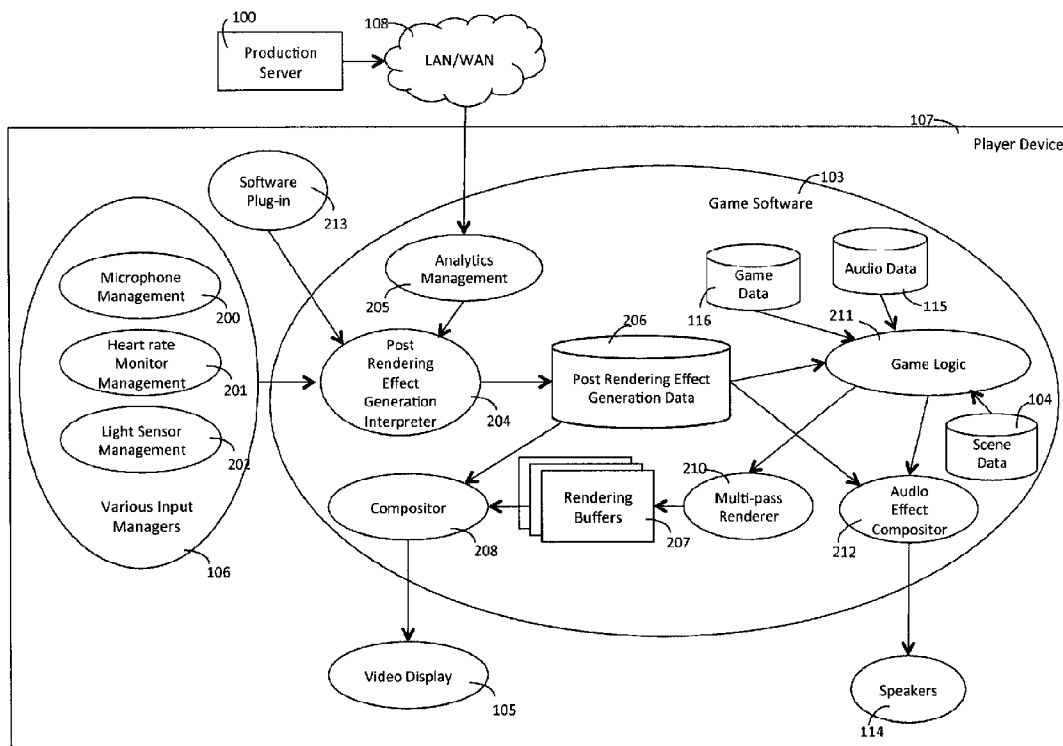 100
Production
Server
108
LAN/WAN
107
Player Device
Software
Plug-in
213
103
Game Software
Analytics
Management
205
Game
Data
116
Audio Data
115
Microphone
Management
200
Heart rate
Monitor
Management
201
Light Sensor
Management
202
Various Input
Managers
106
Post
Rendering
Effect
Generation
Interpreter
204
206
Post Rendering Effect
Generation Data
211
Game Logic
104
Scene
Data
Compositor
208
Rendering
Buffers
207
210
Multi-pass
Renderer
Audio
Effect
Compositor
212
Video Display
105
Speakers
114